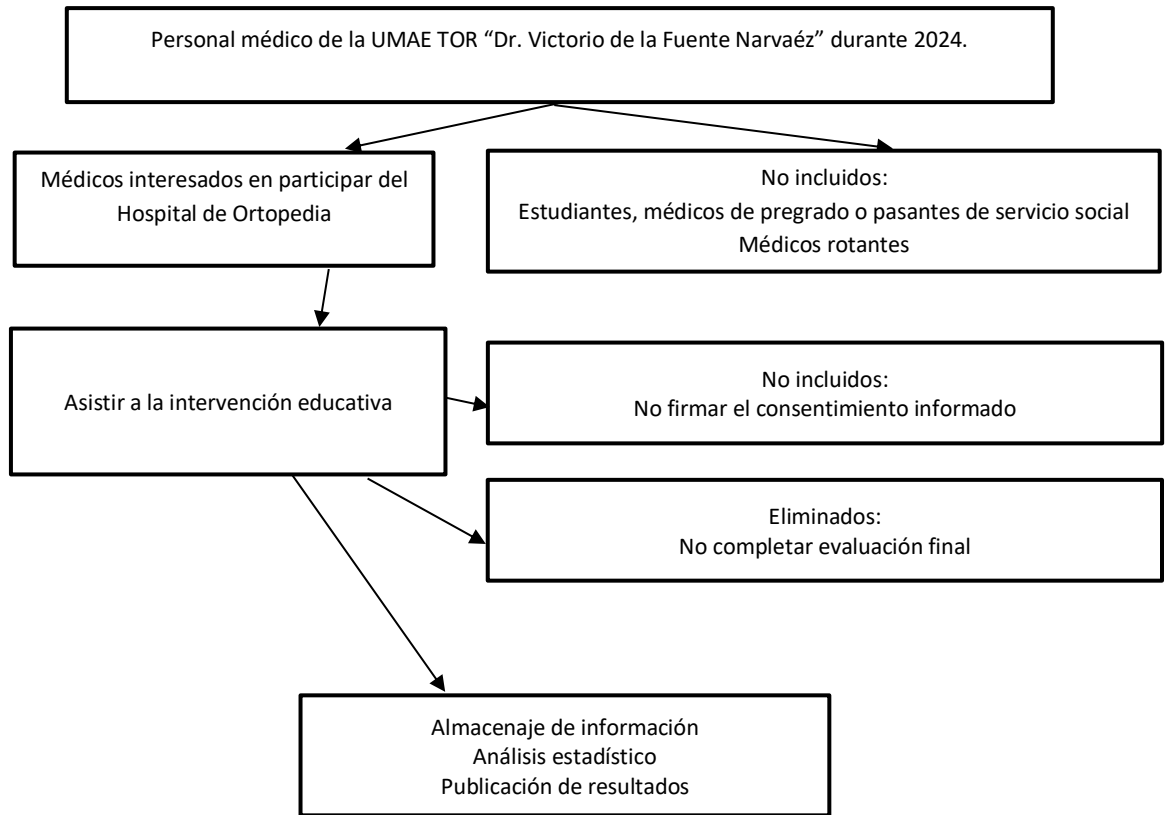 Personal médico de la UMAE TOR “Dr. Victorio de la Fuente Narvaéz” durante 2024.
Médicos interesados en participar del
Hospital de Ortopedia
No incluidos:
Estudiantes, médicos de pregrado o pasantes de servicio social
Médicos rotantes
Asistir a la intervención educativa
No incluidos:
No firmar el consentimiento informado
Eliminados:
No completar evaluación final
Almacenaje de información
Análisis estadístico
Publicación de resultados